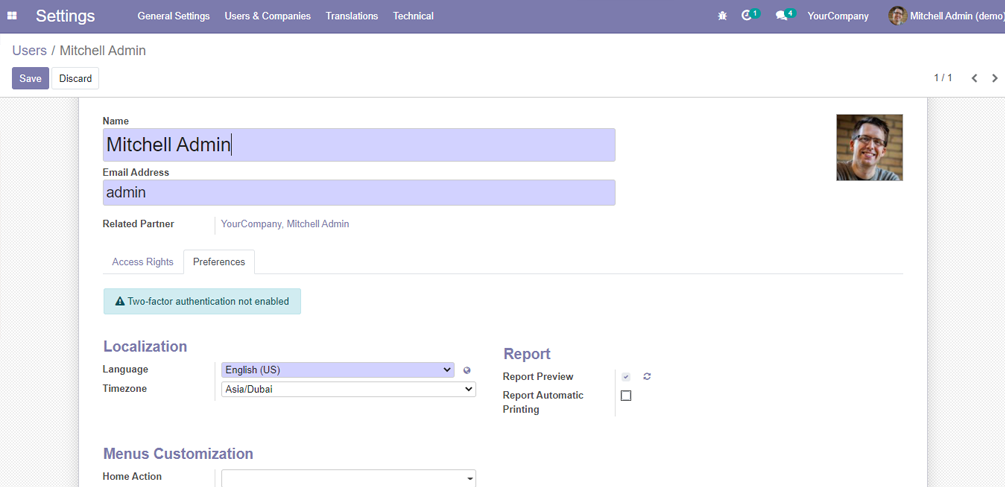 Settings General Settings Users & Companies Translations Technical 1 4 YourCompany Mitchell Admin (demo)
Users / Mitchell Admin
Save Discard 1 / 1
Name
Mitchell Admin
Email Address
admin
Related Partner YourCompany, Mitchell Admin
Access Rights Preferences
Two-factor authentication not enabled
Localization
Language English (US)
Timezone Asia/Dubai
Report
Report Preview
Report Automatic
Printing
Menus Customization
Home Action